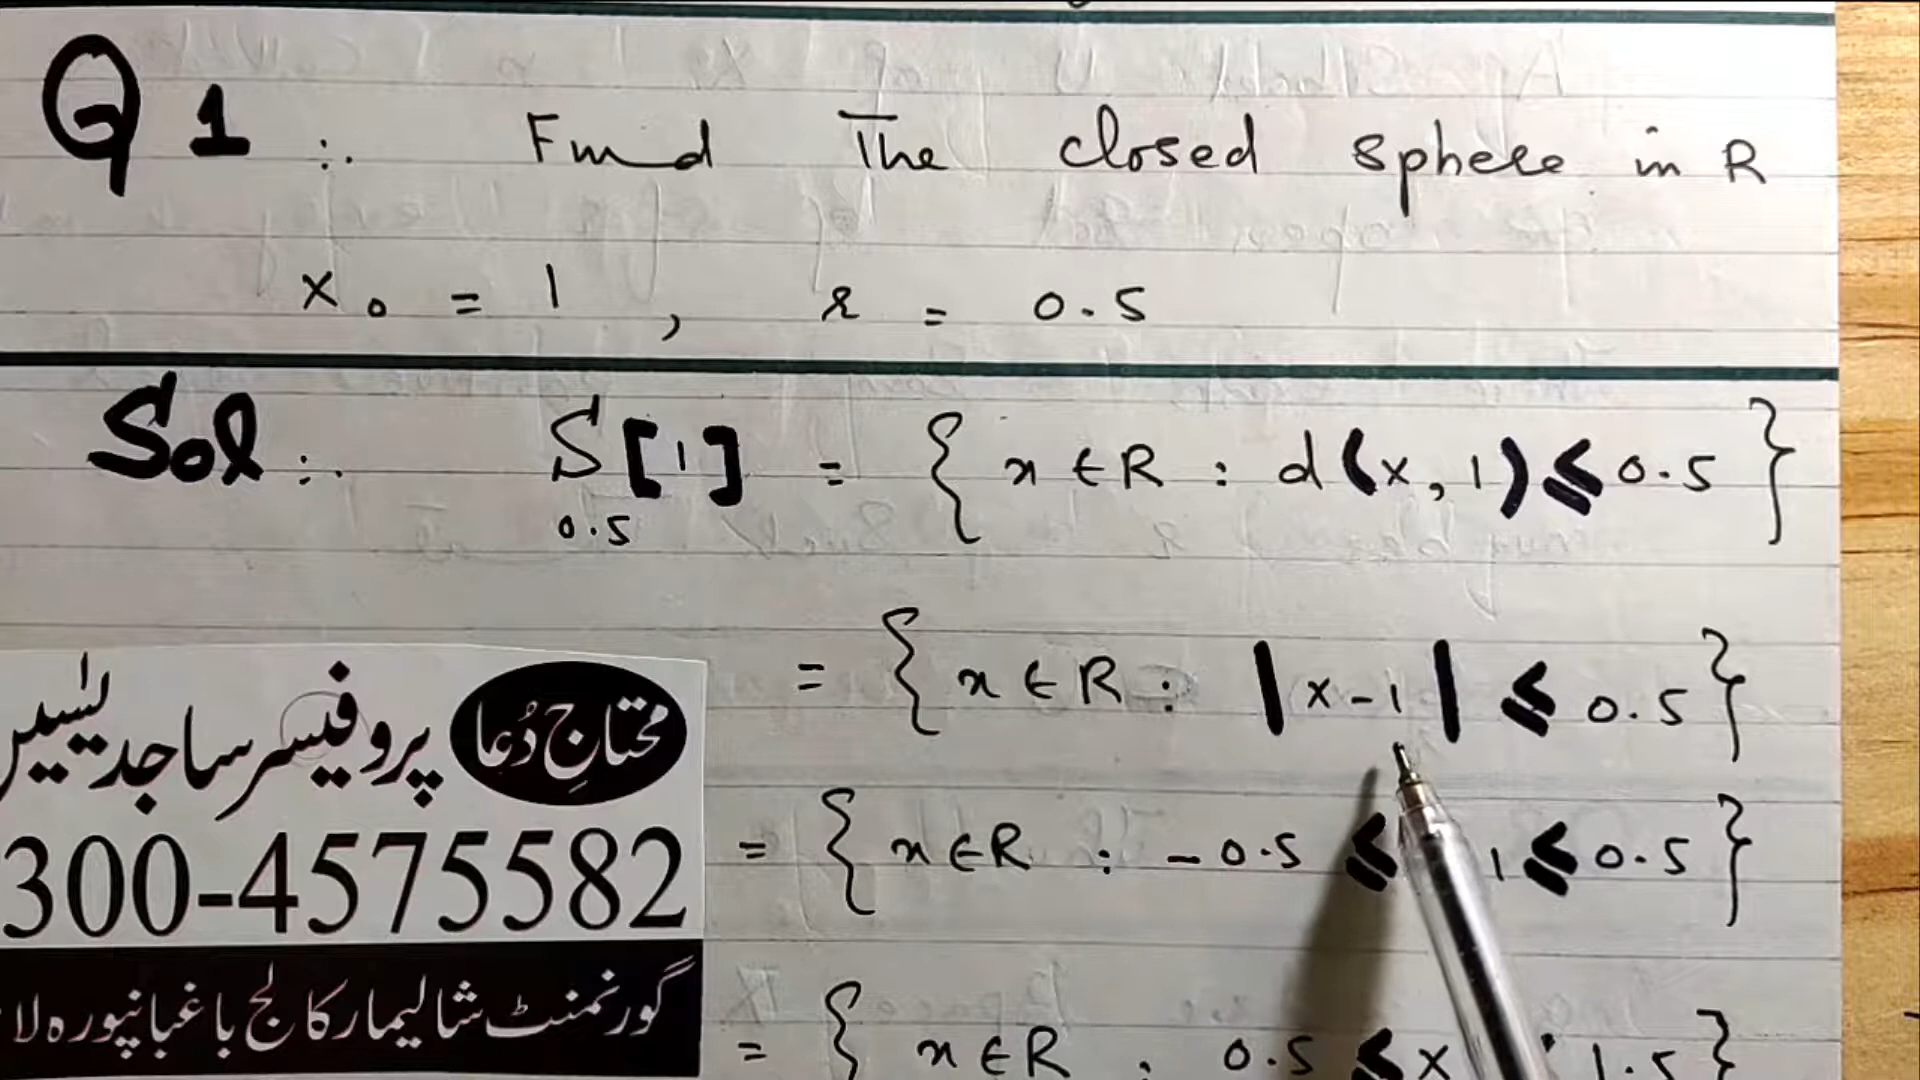 Q 1 :. Find The closed sphere in R
x₀ = 1 , r = 0.5
Sol :. S₀.₅[1] = { x ∈ R : d(x, 1) ≤ 0.5 }
= { x ∈ R : |x - 1| ≤ 0.5 }
= { x ∈ R : - 0.5 ≤ 1 ≤ 0.5 }
= { x ∈ R : 0.5 ≤ x 1.5 }
محتاجِ دُعا پروفیسر ساجد یٰسین
300-4575582
گورنمنٹ شالیمار کالج باغبانپورہ لا